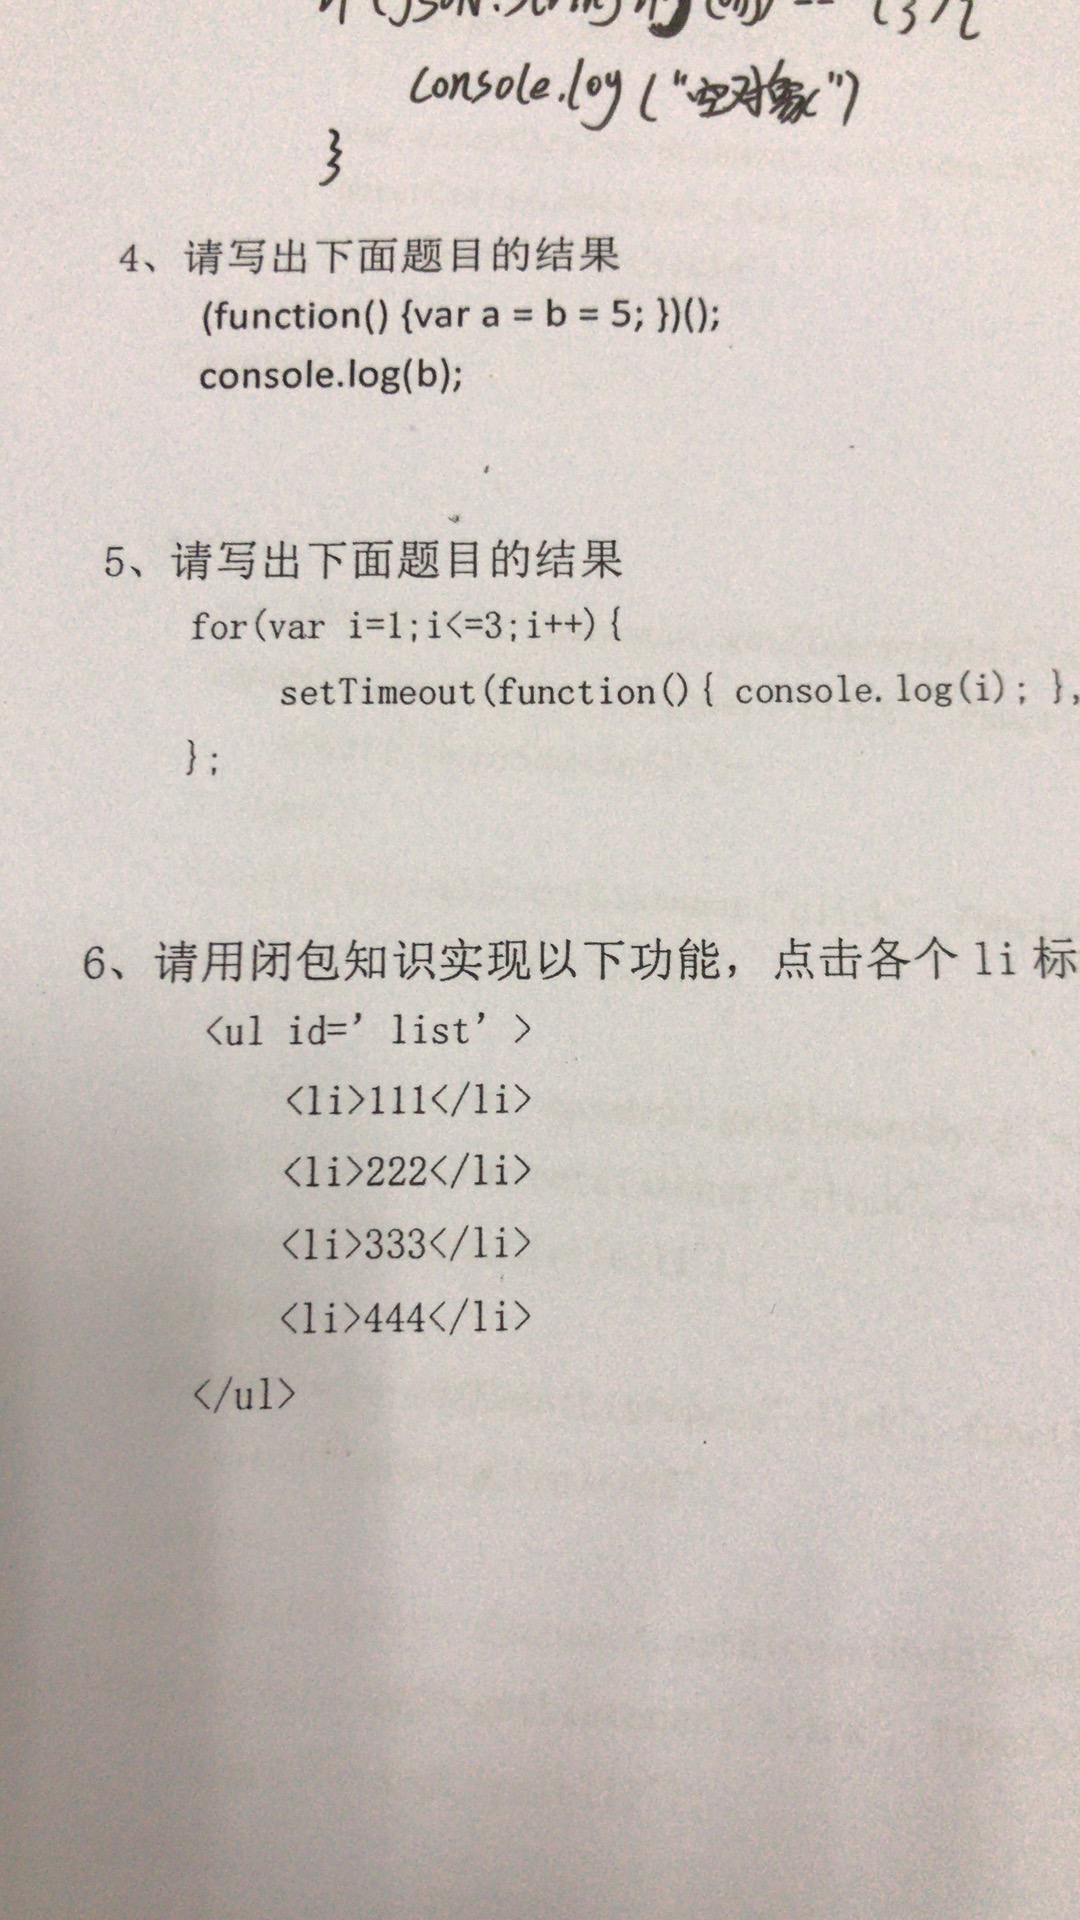 console.log ("空对象")
}
4、请写出下面题目的结果
(function() {var a = b = 5; })();
console.log(b);
5、请写出下面题目的结果
for(var i=1;i<=3;i++){
setTimeout(function(){ console.log(i); },
};
6、请用闭包知识实现以下功能，点击各个 li 标
<ul id=’ list’ >
<li>111</li>
<li>222</li>
<li>333</li>
<li>444</li>
</ul>